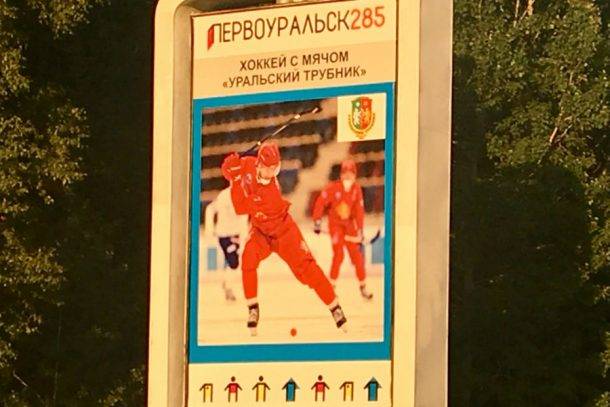 ПЕРВОУРАЛЬСК285
ХОККЕЙ С МЯЧОМ
«УРАЛЬСКИЙ ТРУБНИК»